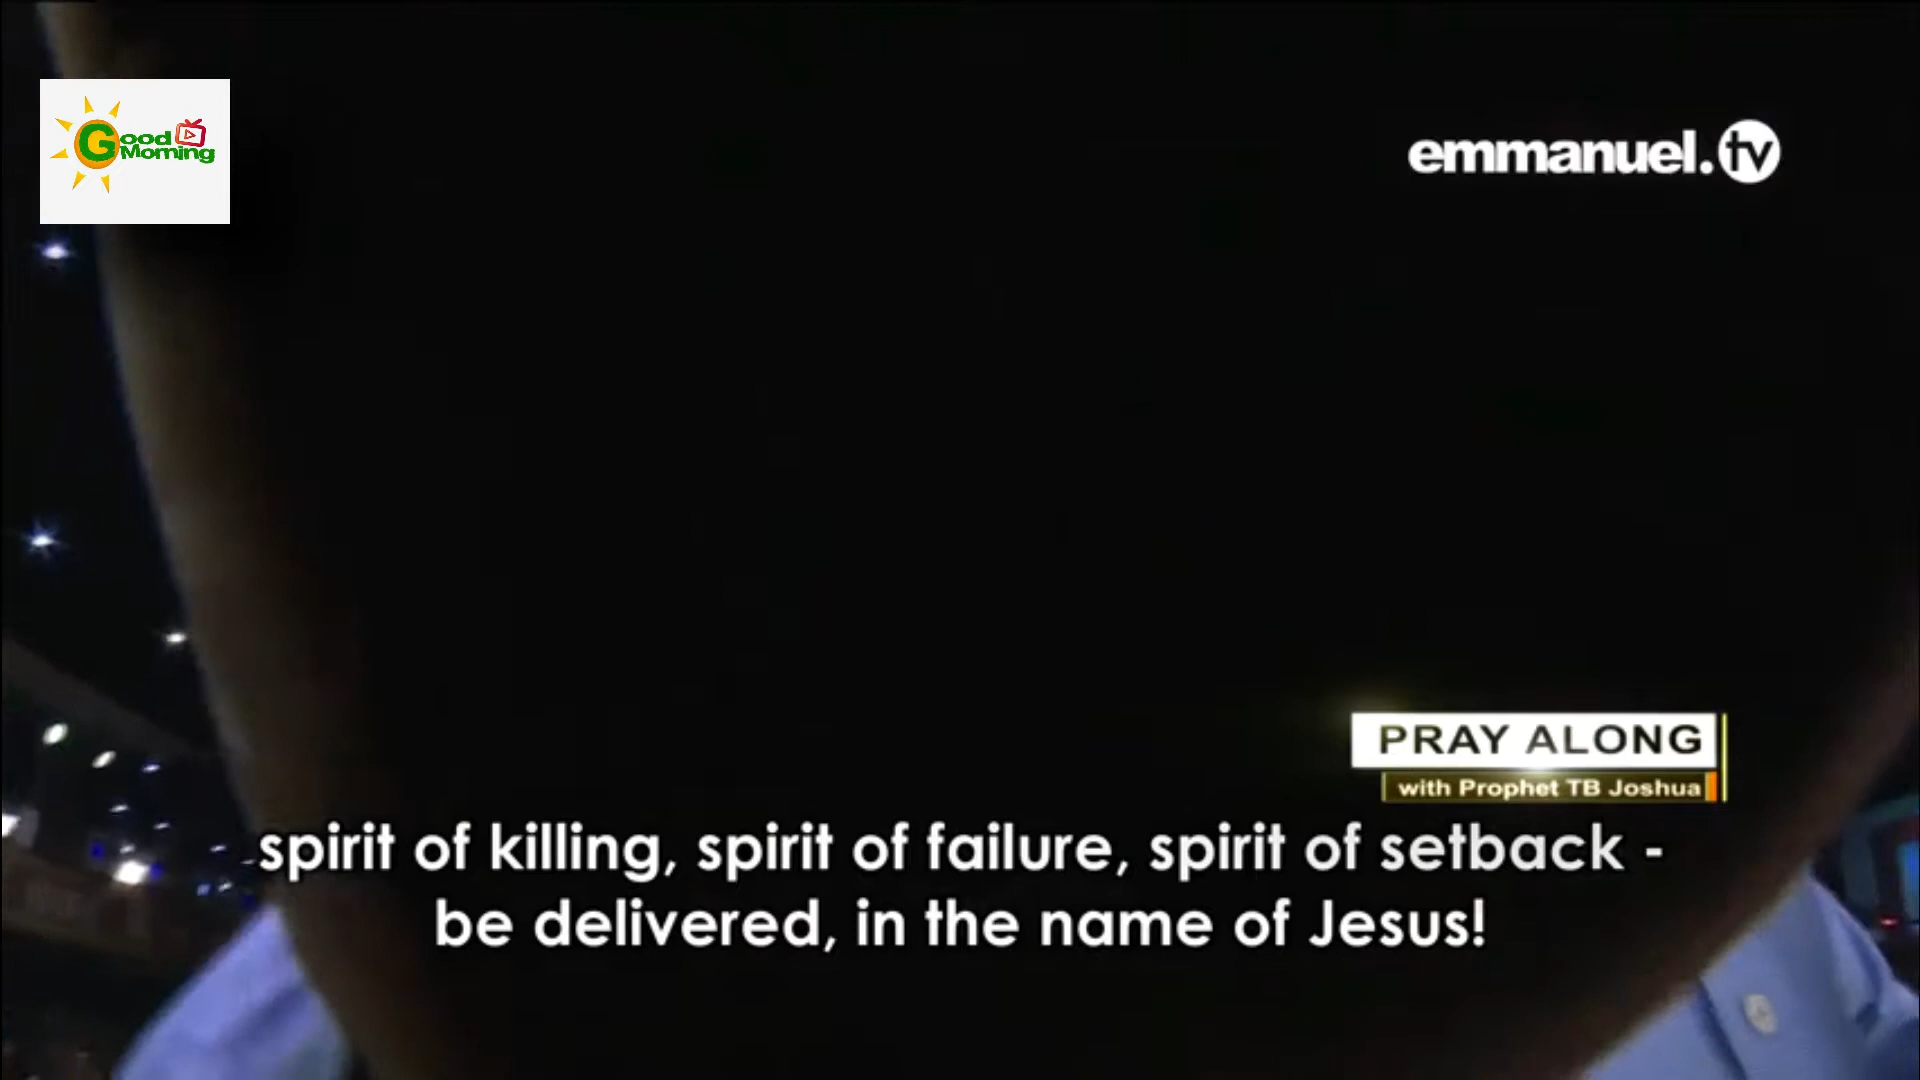 Good
Morning
emmanuel.tv
PRAY ALONG
with Prophet TB Joshua
spirit of killing, spirit of failure, spirit of setback -
be delivered, in the name of Jesus!